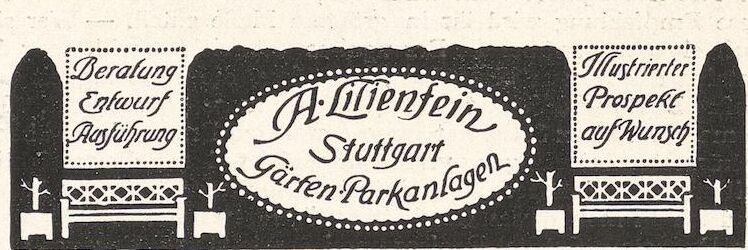 Beratung
Entwurf
Ausführung
A. Lilienfein
Stuttgart
Gärten-Parkanlagen
Illustrierter
Prospekt
auf Wunsch